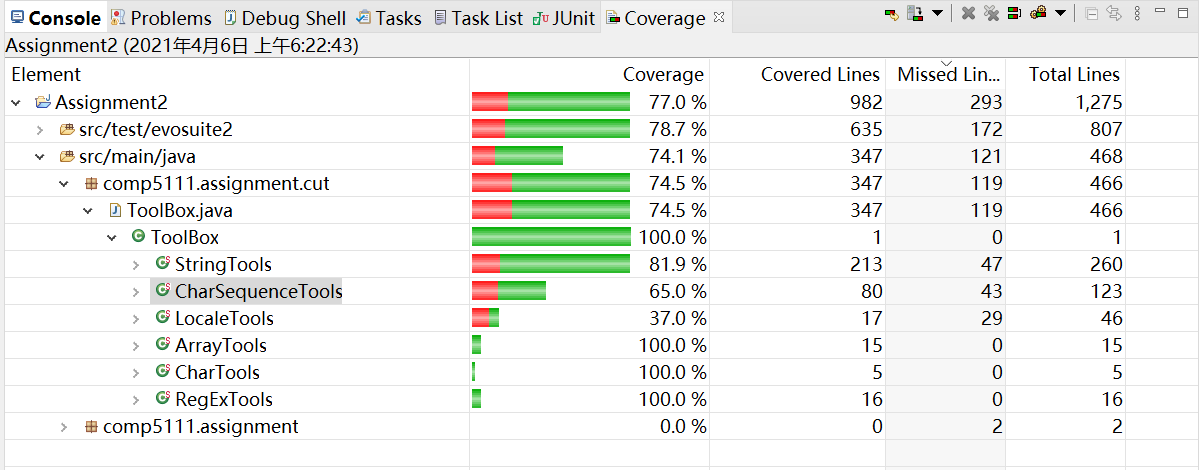 Console Problems Debug Shell Tasks Task List JUnit Coverage
Assignment2 (2021年4月6日 上午6:22:43)
Element Coverage Covered Lines Missed Lin... Total Lines
Assignment2 77.0 % 982 293 1,275
src/test/evosuite2 78.7 % 635 172 807
src/main/java 74.1 % 347 121 468
comp5111.assignment.cut 74.5 % 347 119 466
ToolBox.java 74.5 % 347 119 466
ToolBox 100.0 % 1 0 1
StringTools 81.9 % 213 47 260
CharSequenceTools 65.0 % 80 43 123
LocaleTools 37.0 % 17 29 46
ArrayTools 100.0 % 15 0 15
CharTools 100.0 % 5 0 5
RegExTools 100.0 % 16 0 16
comp5111.assignment 0.0 % 0 2 2